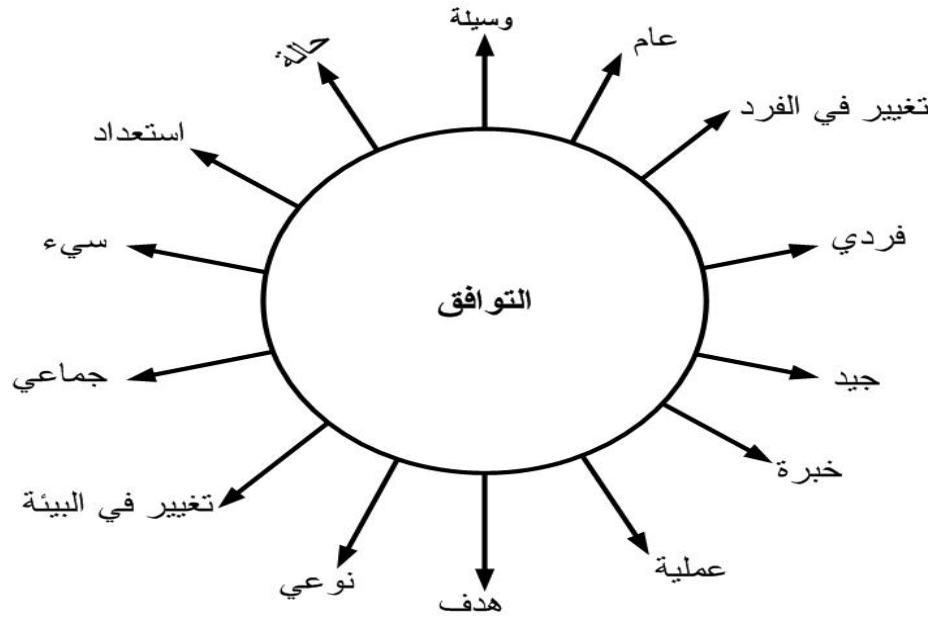 وسيلة
عام
حالة
تغيير في الفرد
استعداد
فردي
سيء
التوافق
جيد
جماعي
خبرة
تغيير في البيئة
عملية
نوعي
هدف